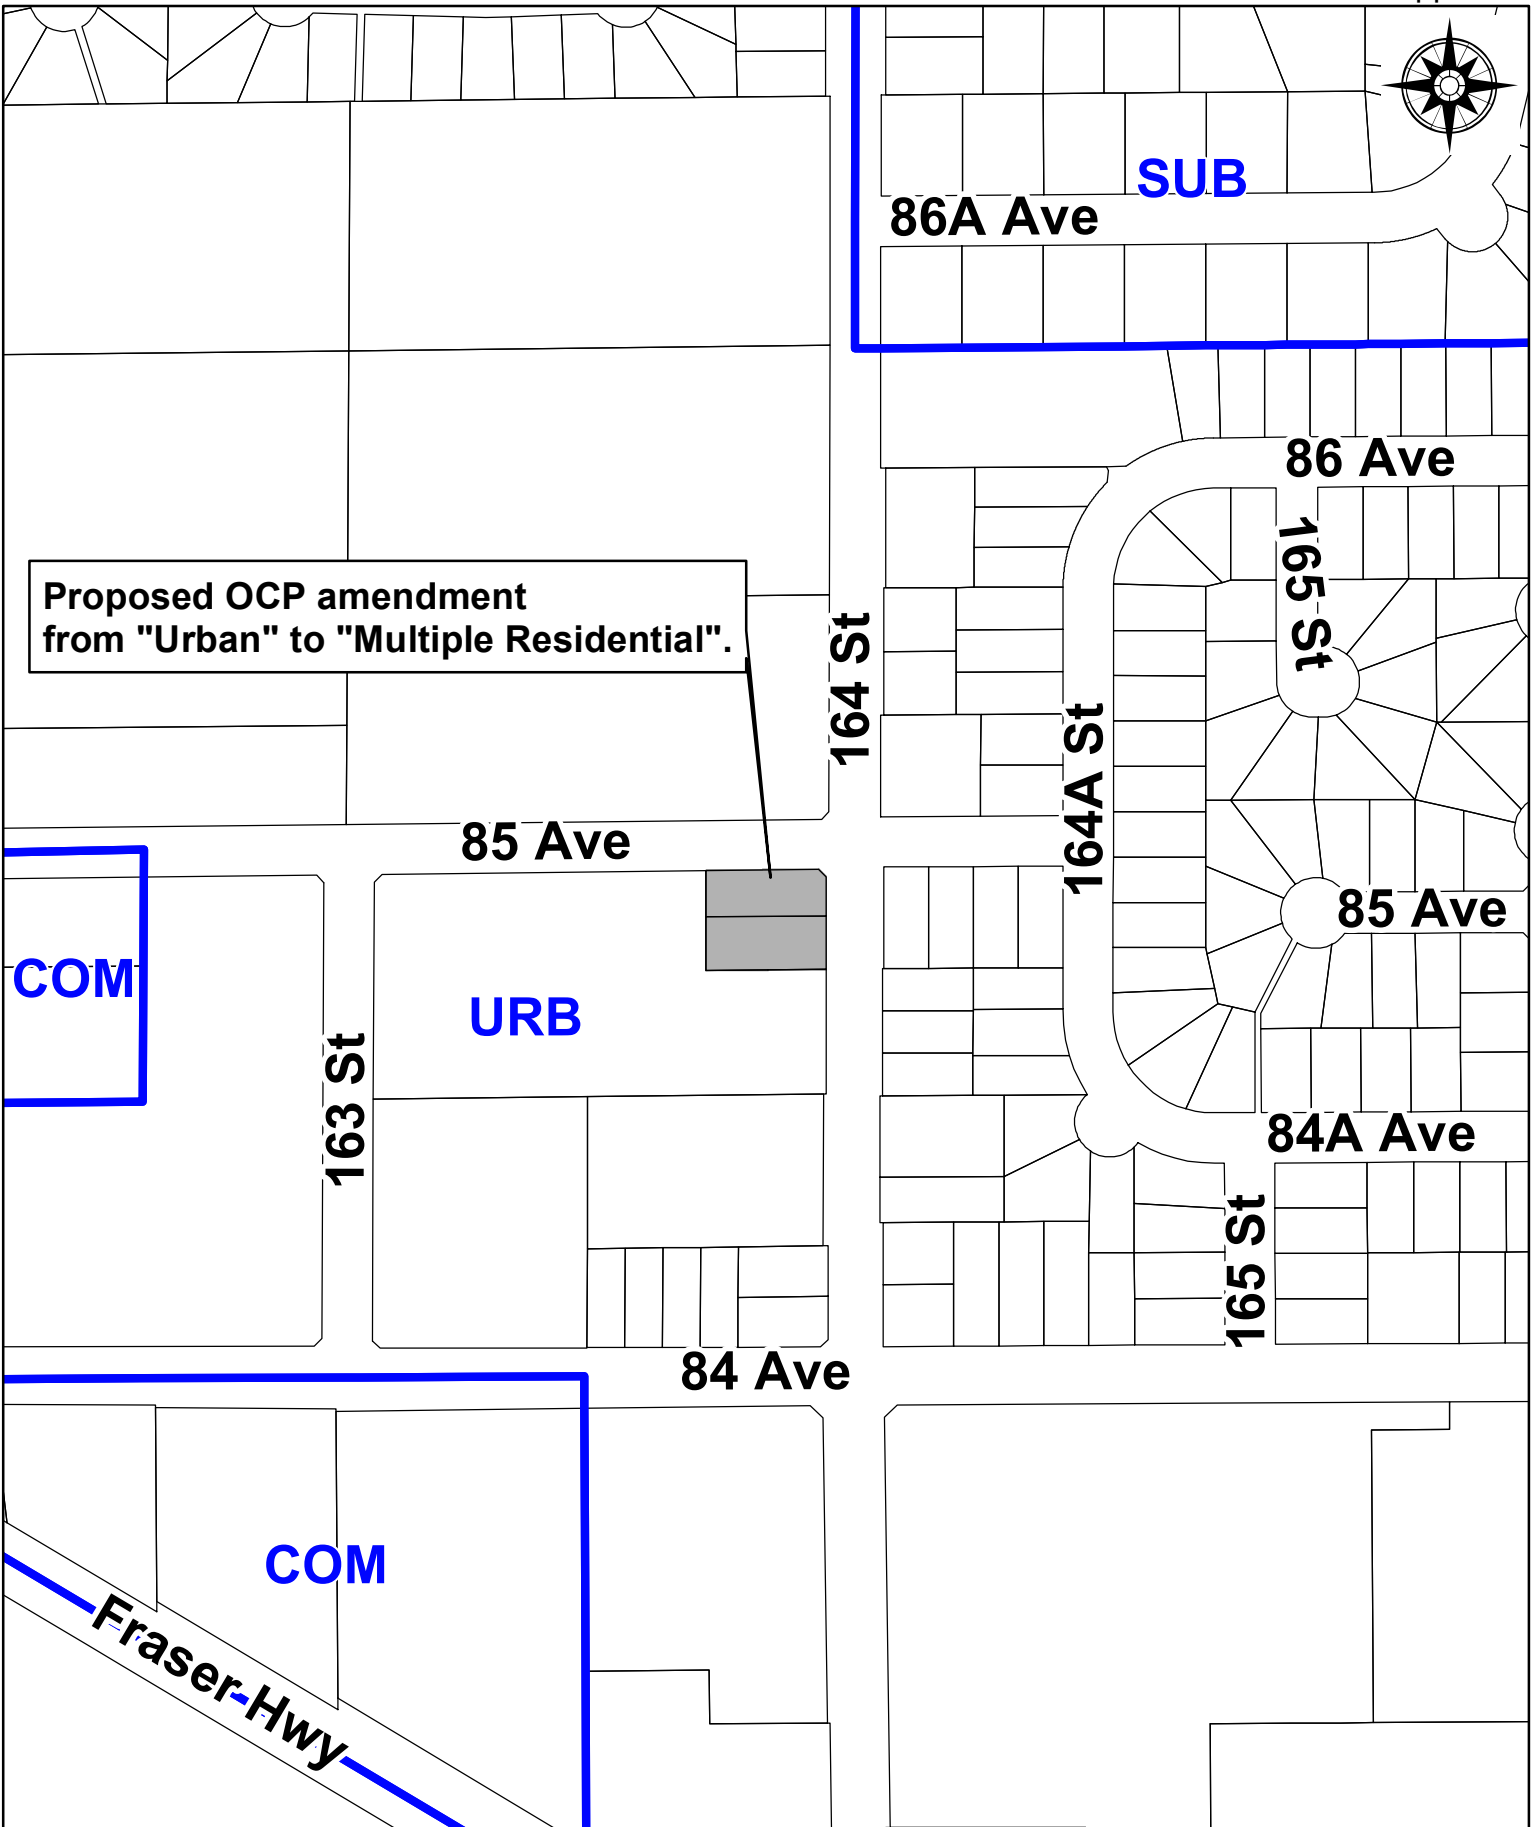 SUB
86A Ave
86 Ave
165 St
Proposed OCP amendment
from "Urban" to "Multiple Residential".
164 St
164A St
85 Ave
85 Ave
COM
URB
163 St
84A Ave
165 St
84 Ave
COM
Fraser Hwy